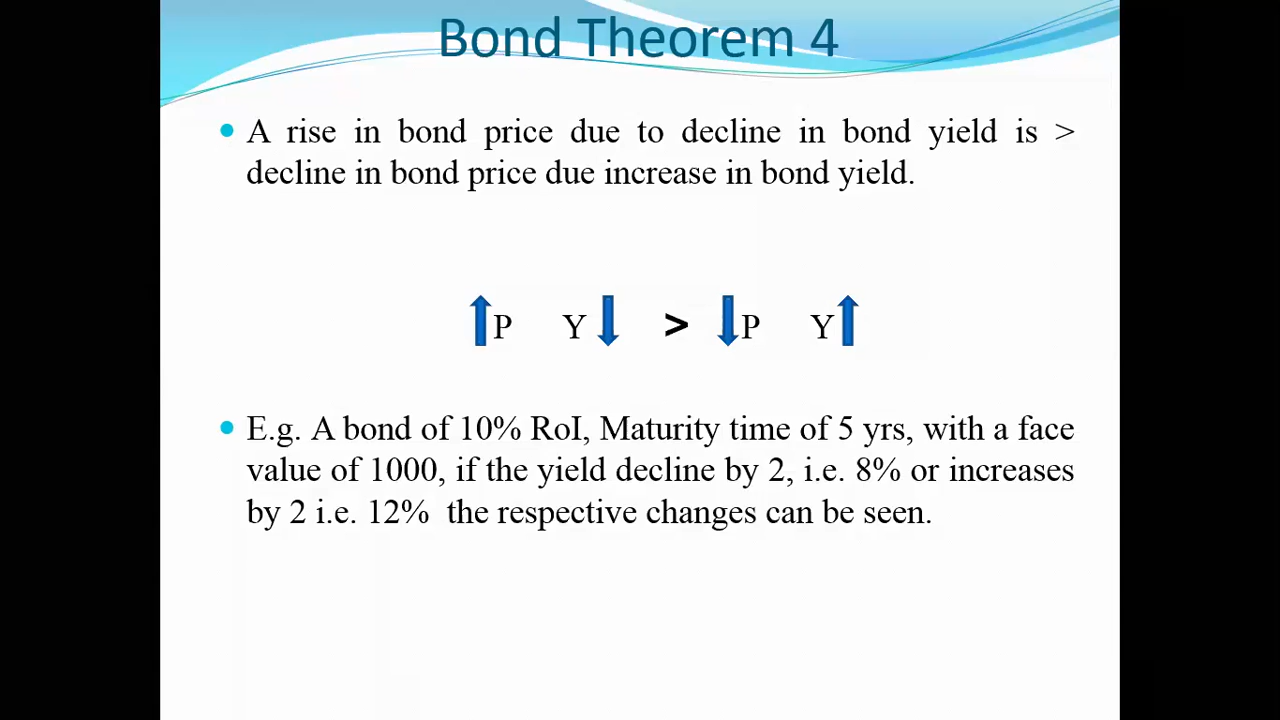 Bond Theorem 4
• A rise in bond price due to decline in bond yield is >
decline in bond price due increase in bond yield.
P Y > P Y
• E.g. A bond of 10% RoI, Maturity time of 5 yrs, with a face
value of 1000, if the yield decline by 2, i.e. 8% or increases
by 2 i.e. 12% the respective changes can be seen.